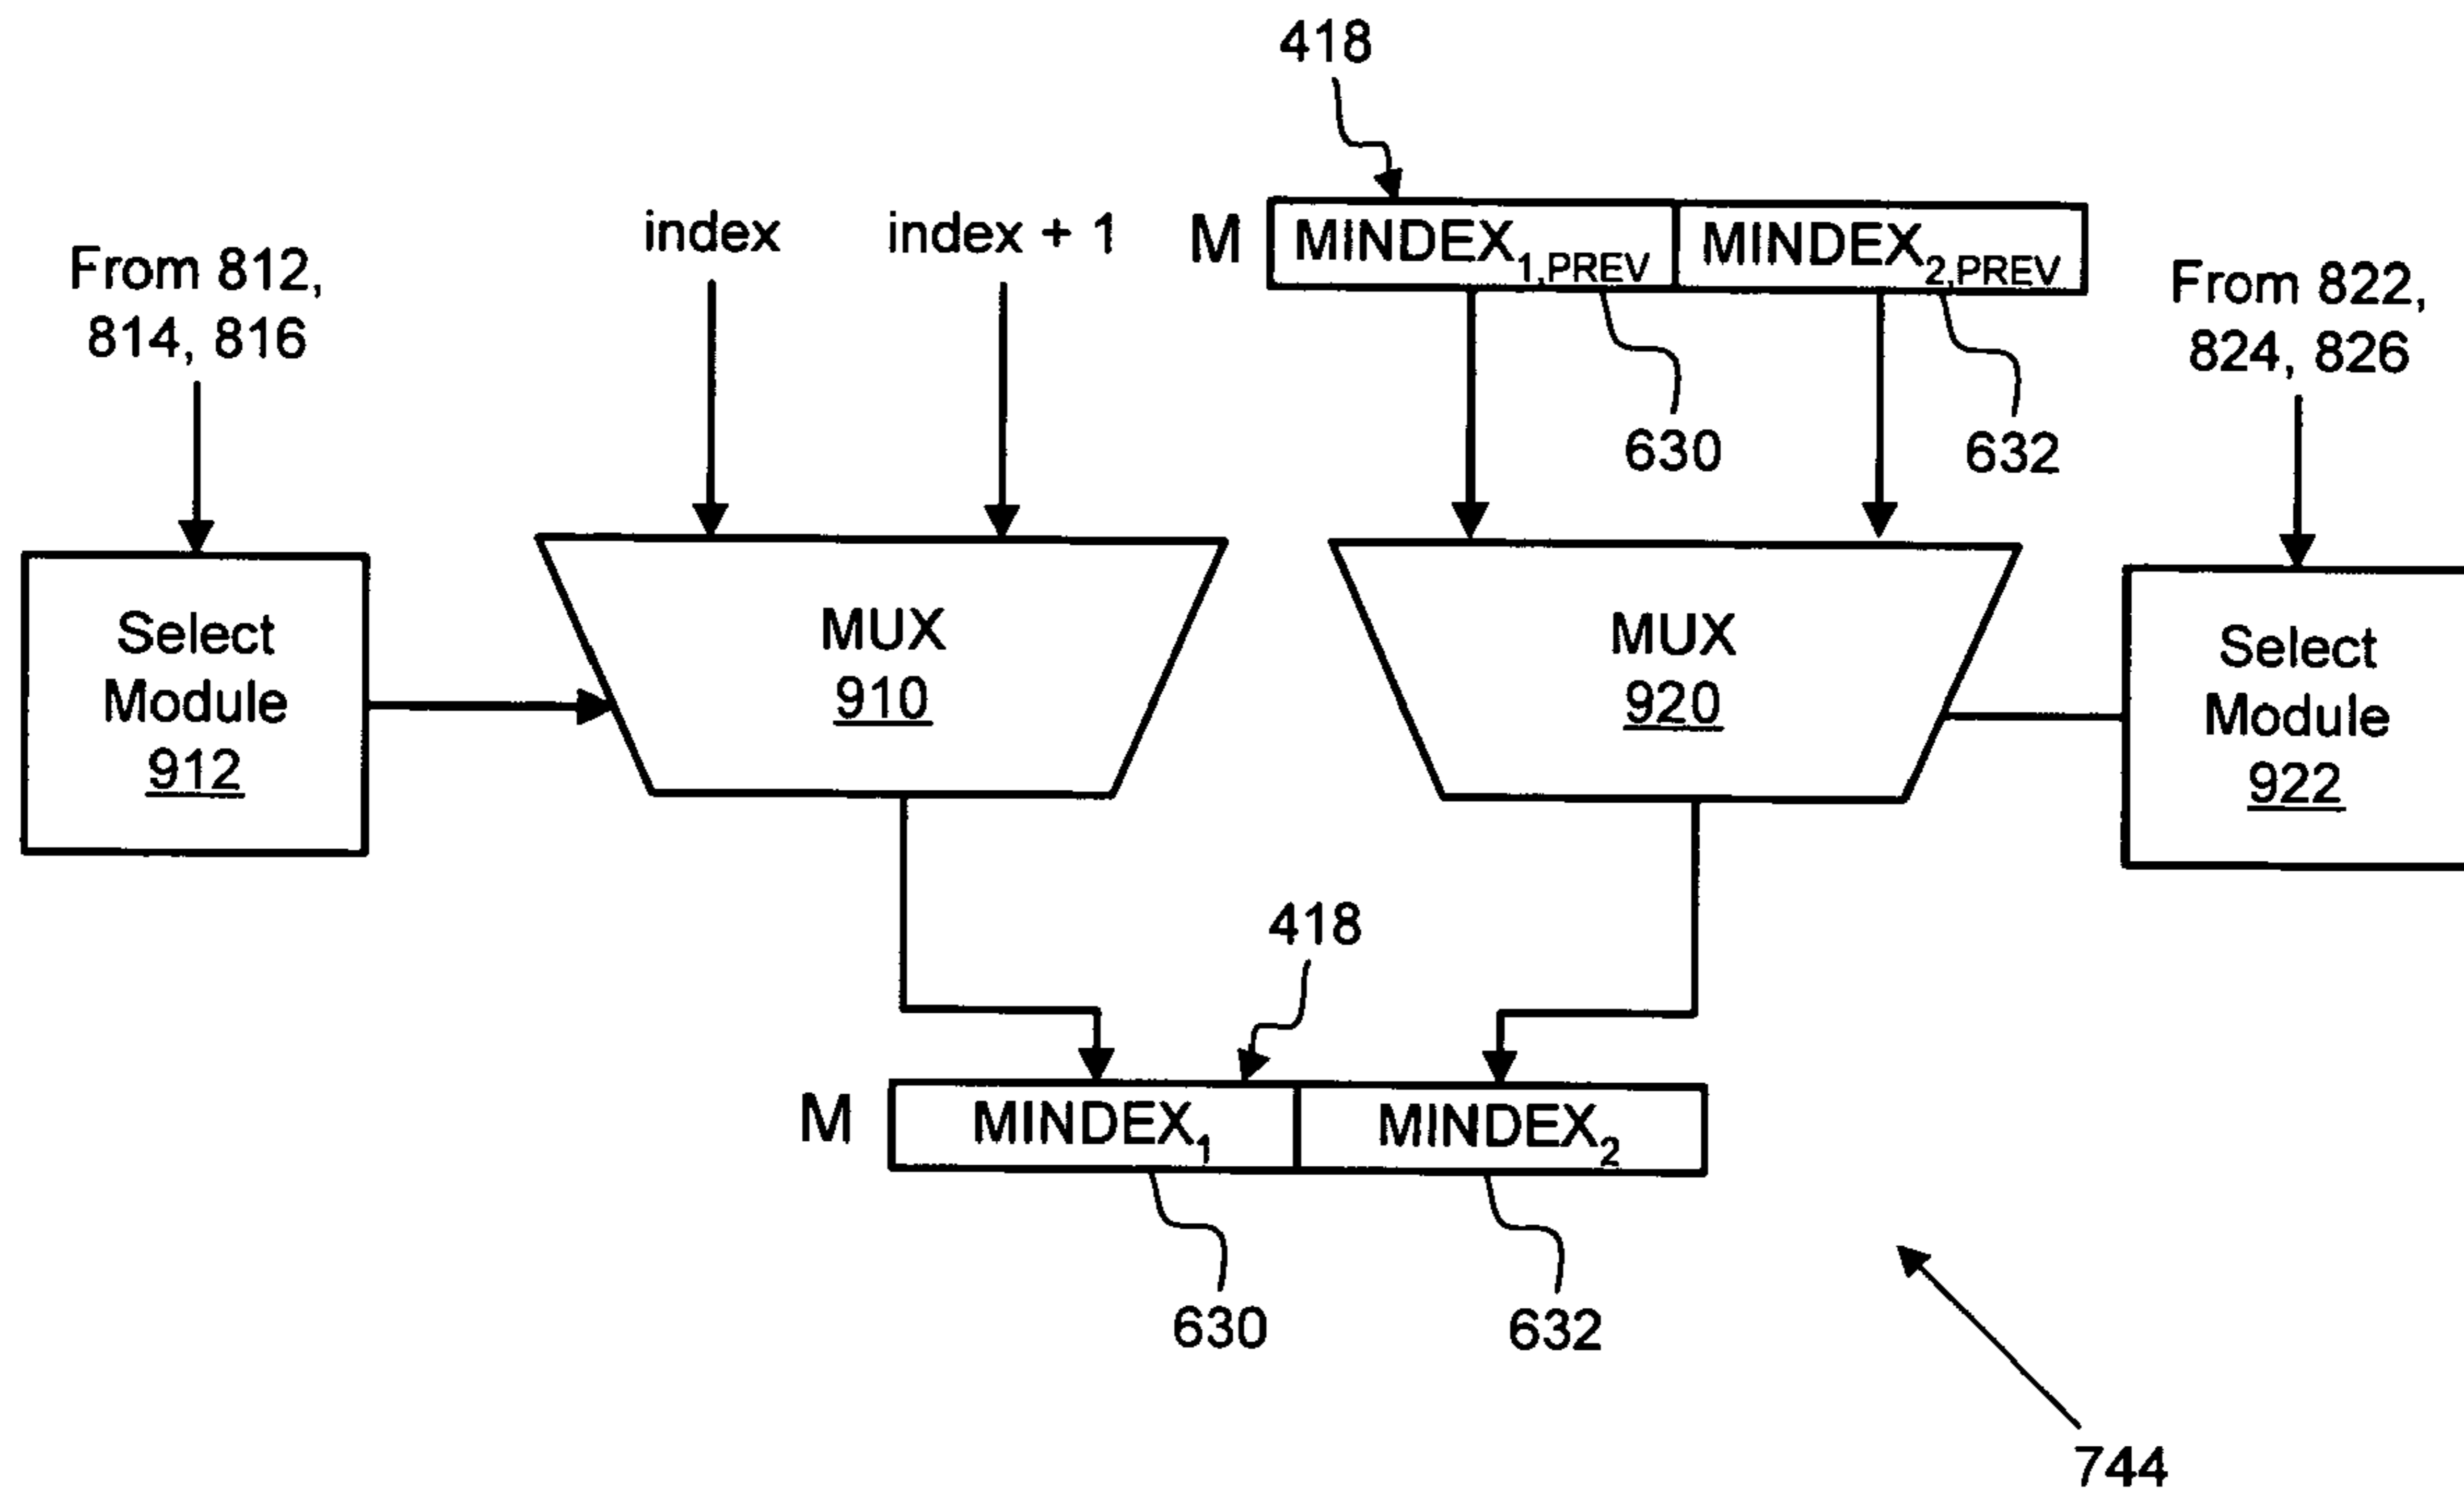 418
index
index + 1
M
MINDEX1,PREV
MINDEX2,PREV
From 812,
814, 816
From 822,
824, 826
630
632
Select
Module
912
MUX
910
MUX
920
Select
Module
922
418
M
MINDEX1
MINDEX2
630
632
744